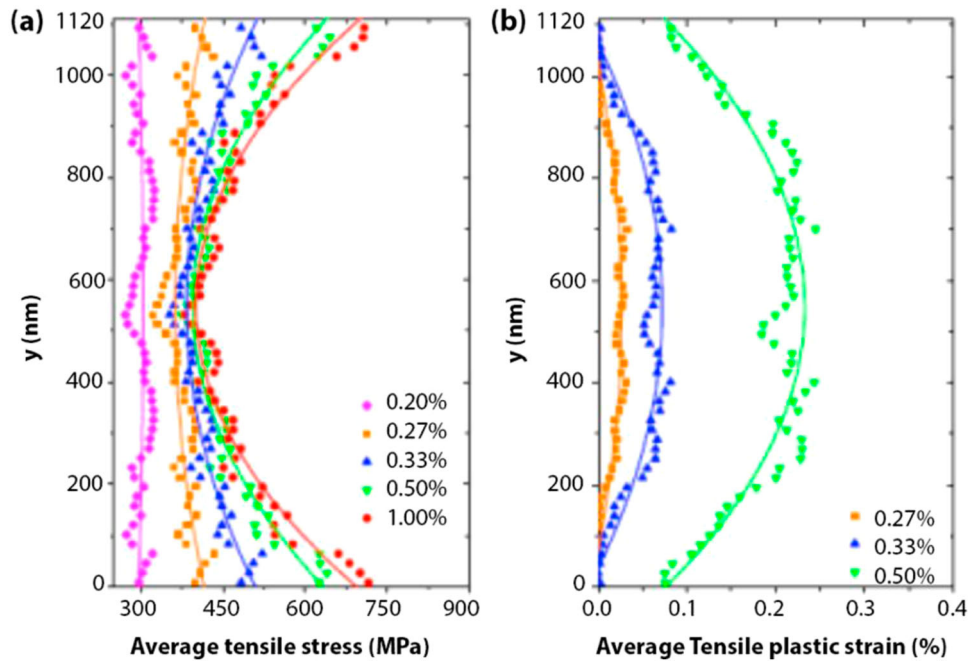 (a)
1120
1000
800
600
400
200
0
y (nm)
0.20%
0.27%
0.33%
0.50%
1.00%
300 450 600 750 900
Average tensile stress (MPa)
(b)
1120
1000
800
600
400
200
0
y (nm)
0.27%
0.33%
0.50%
0.0 0.1 0.2 0.3 0.4
Average Tensile plastic strain (%)